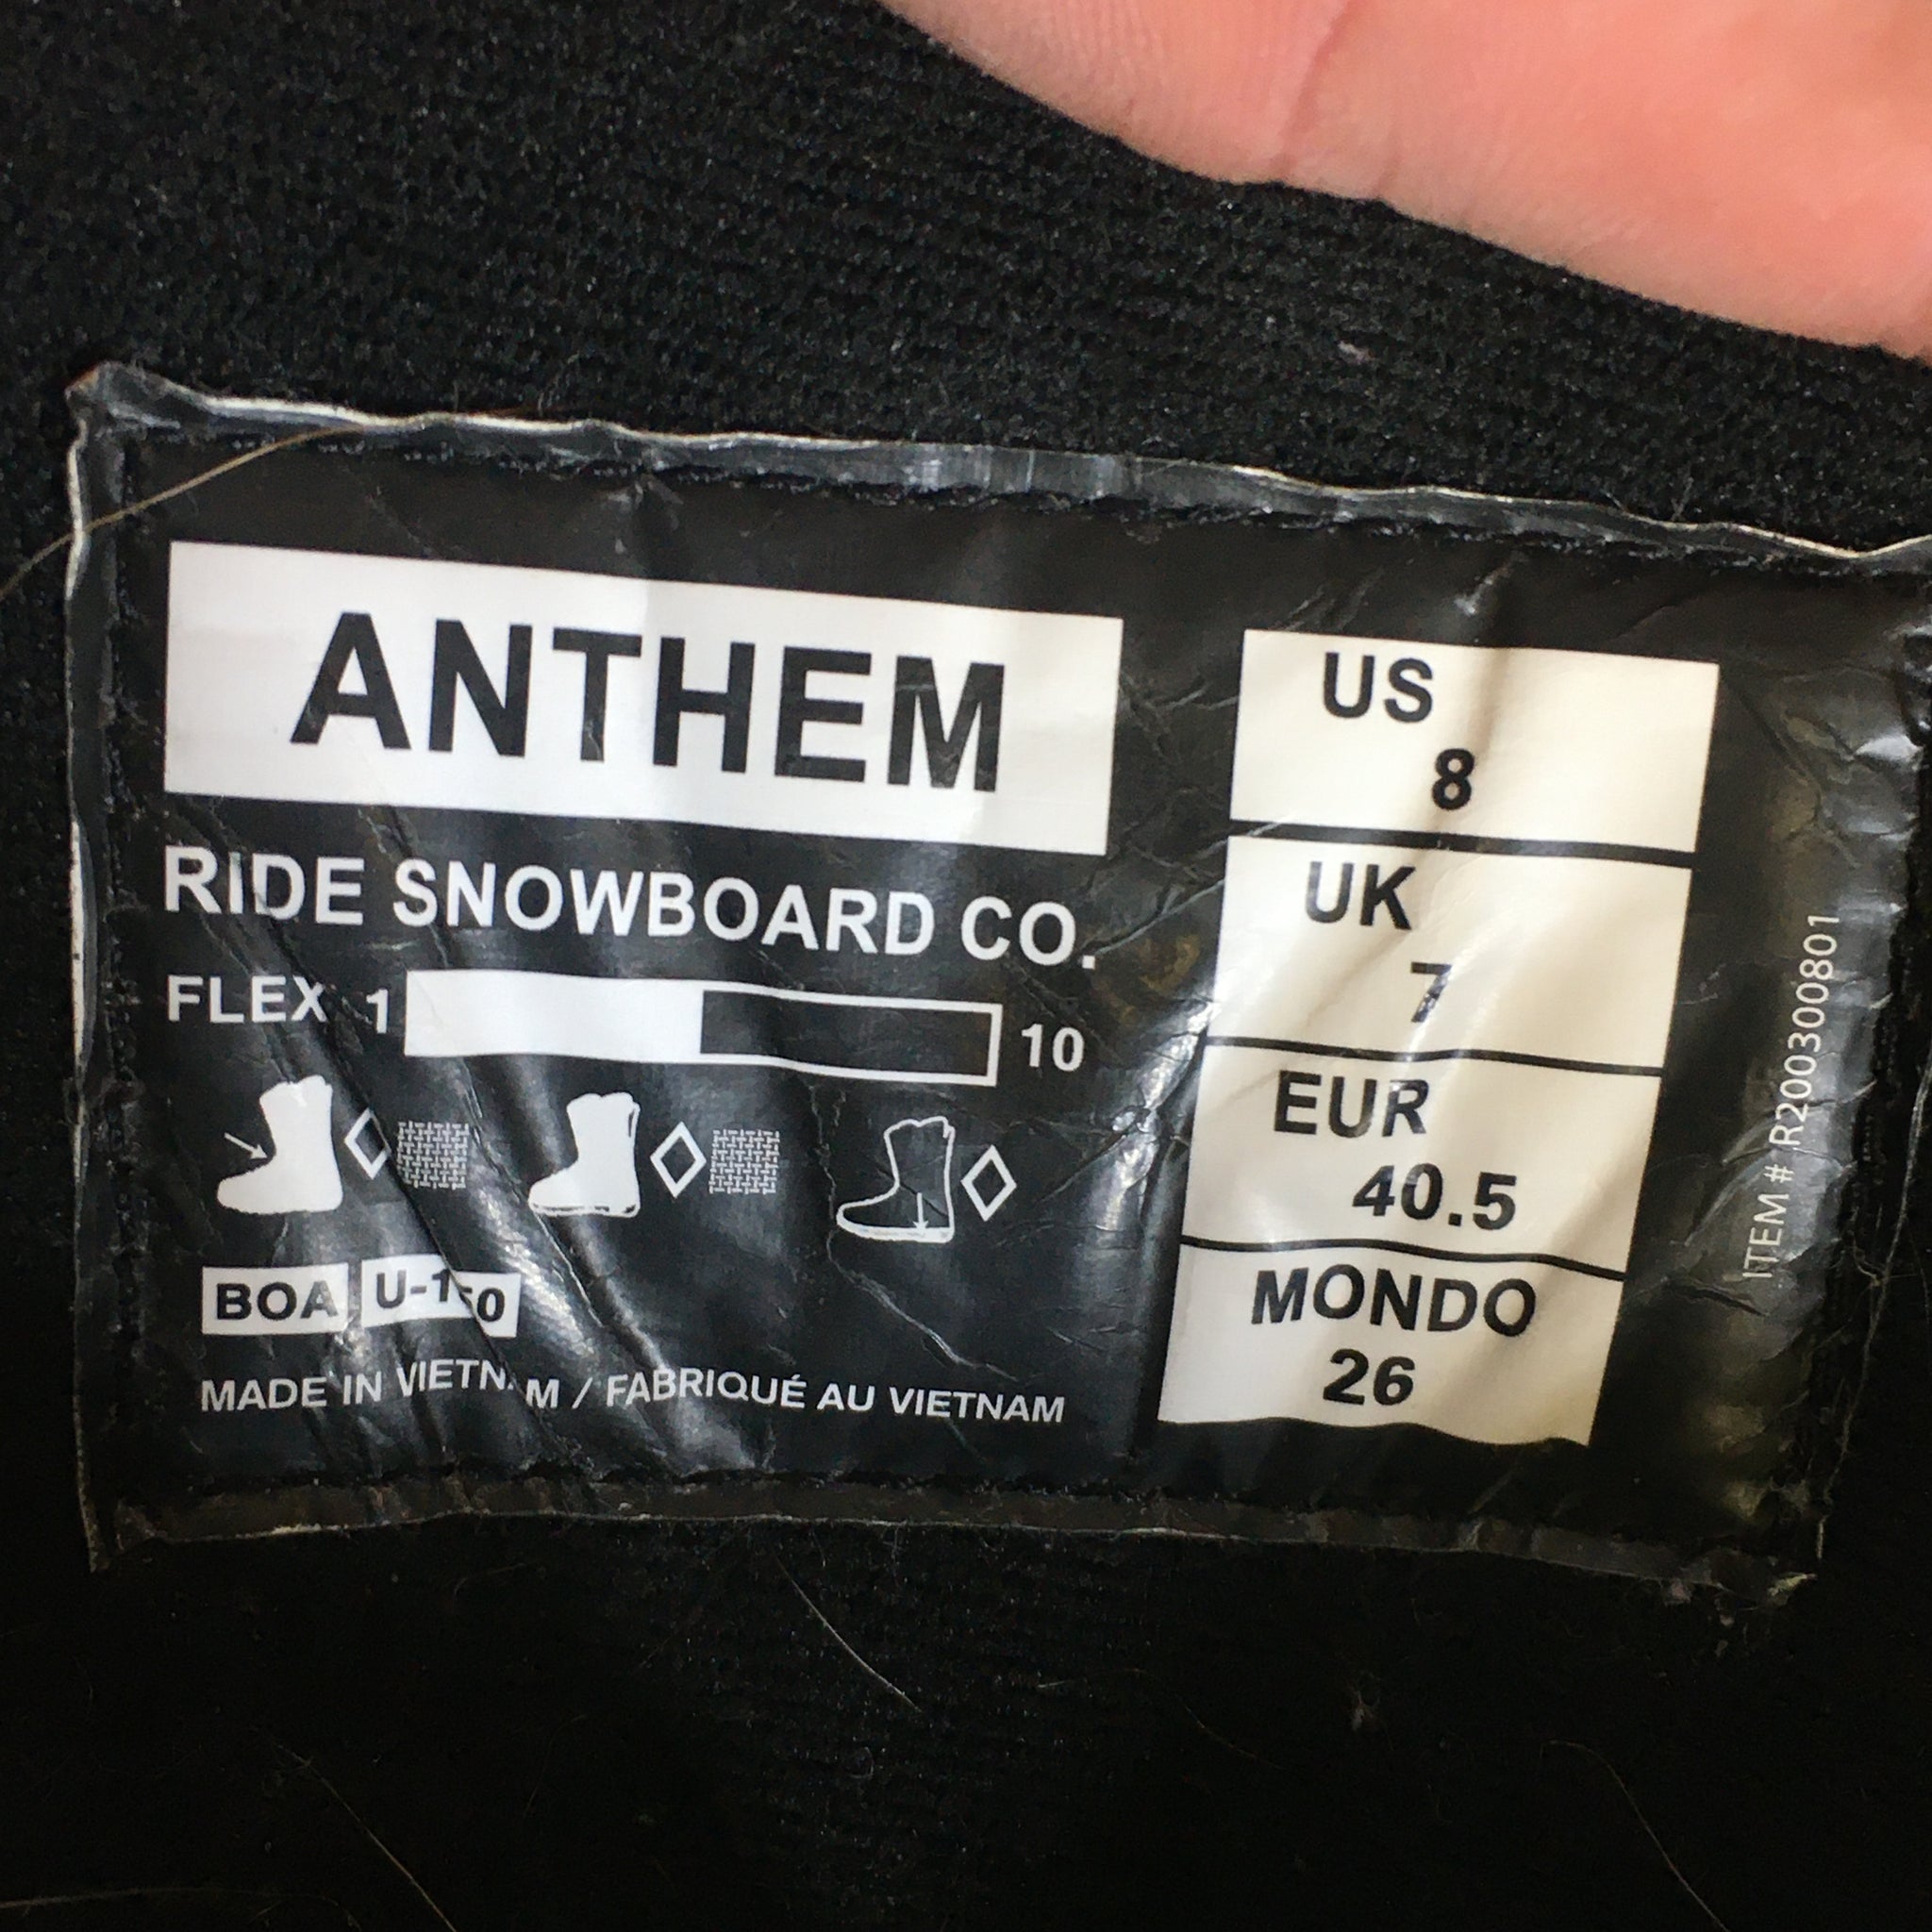 ANTHEM
RIDE SNOWBOARD CO.
FLEX 1 10
BOA
MADE IN VIETNAM / FABRIQUÉ AU VIETNAM
US
8
UK
7
EUR
40.5
MONDO
26
ITEM # R200300801